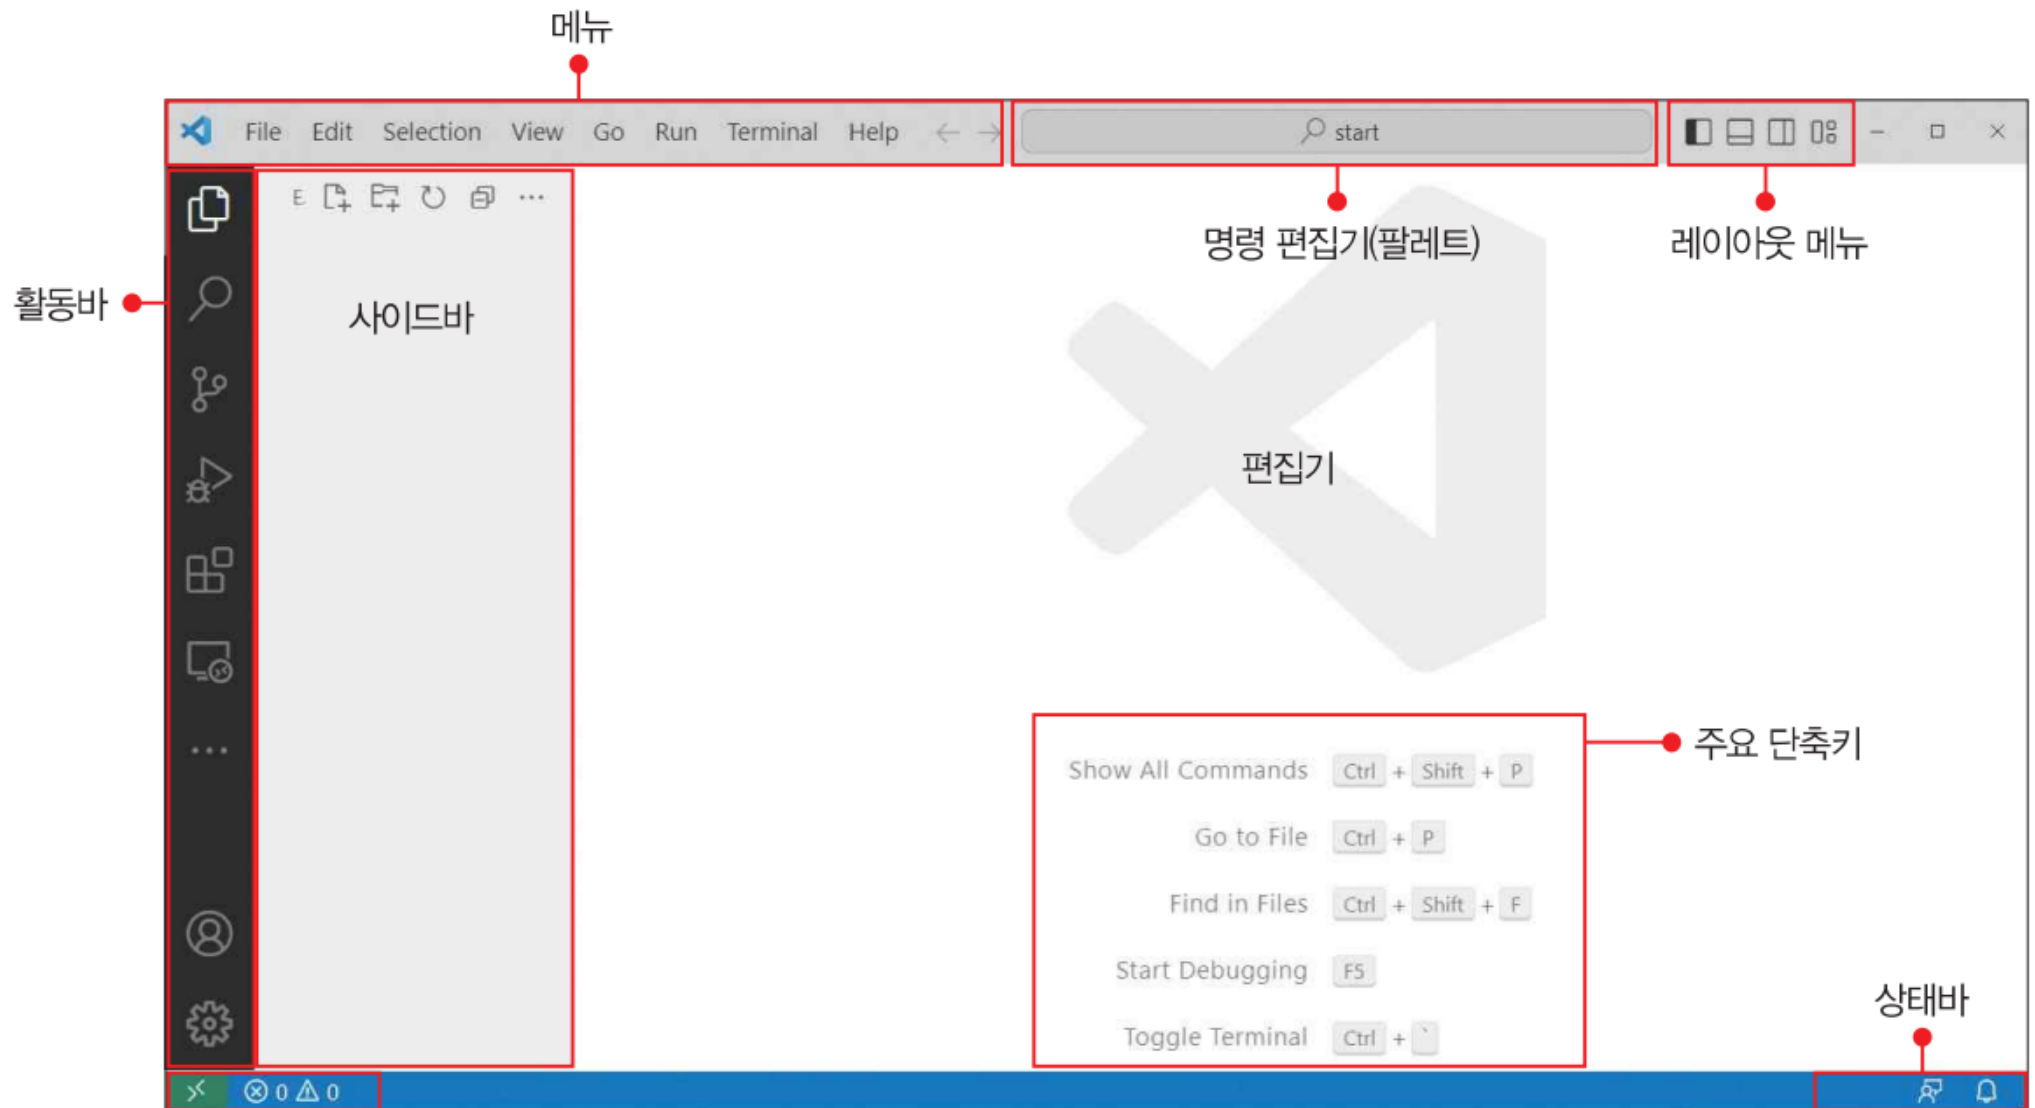 메뉴
File Edit Selection View Go Run Terminal Help
start
E
명령 편집기(팔레트)
레이아웃 메뉴
활동바
사이드바
편집기
주요 단축키
Show All Commands Ctrl + Shift + P
Go to File Ctrl + P
Find in Files Ctrl + Shift + F
Start Debugging F5
Toggle Terminal Ctrl + `
상태바
0 0